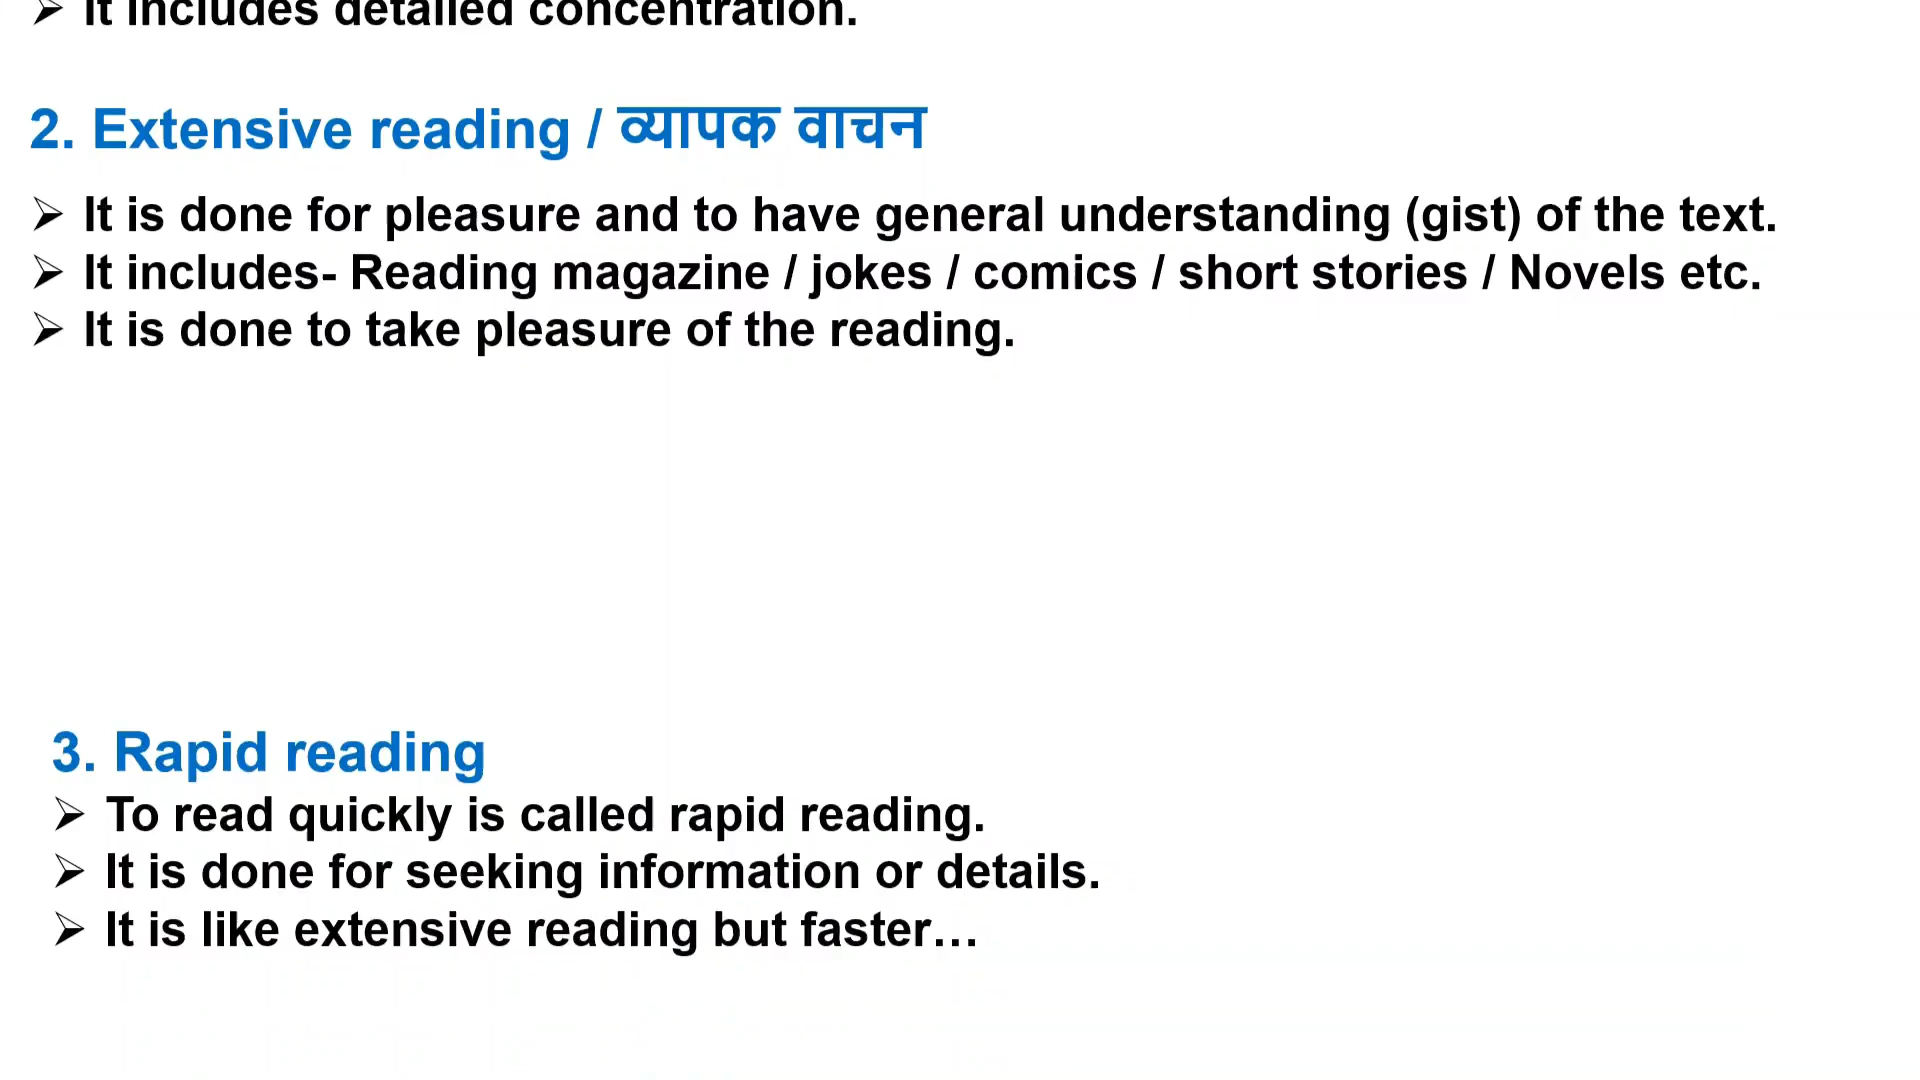 ➢ It includes detailed concentration.
2. Extensive reading / व्यापक वाचन
➢ It is done for pleasure and to have general understanding (gist) of the text.
➢ It includes- Reading magazine / jokes / comics / short stories / Novels etc.
➢ It is done to take pleasure of the reading.
3. Rapid reading
➢ To read quickly is called rapid reading.
➢ It is done for seeking information or details.
➢ It is like extensive reading but faster…